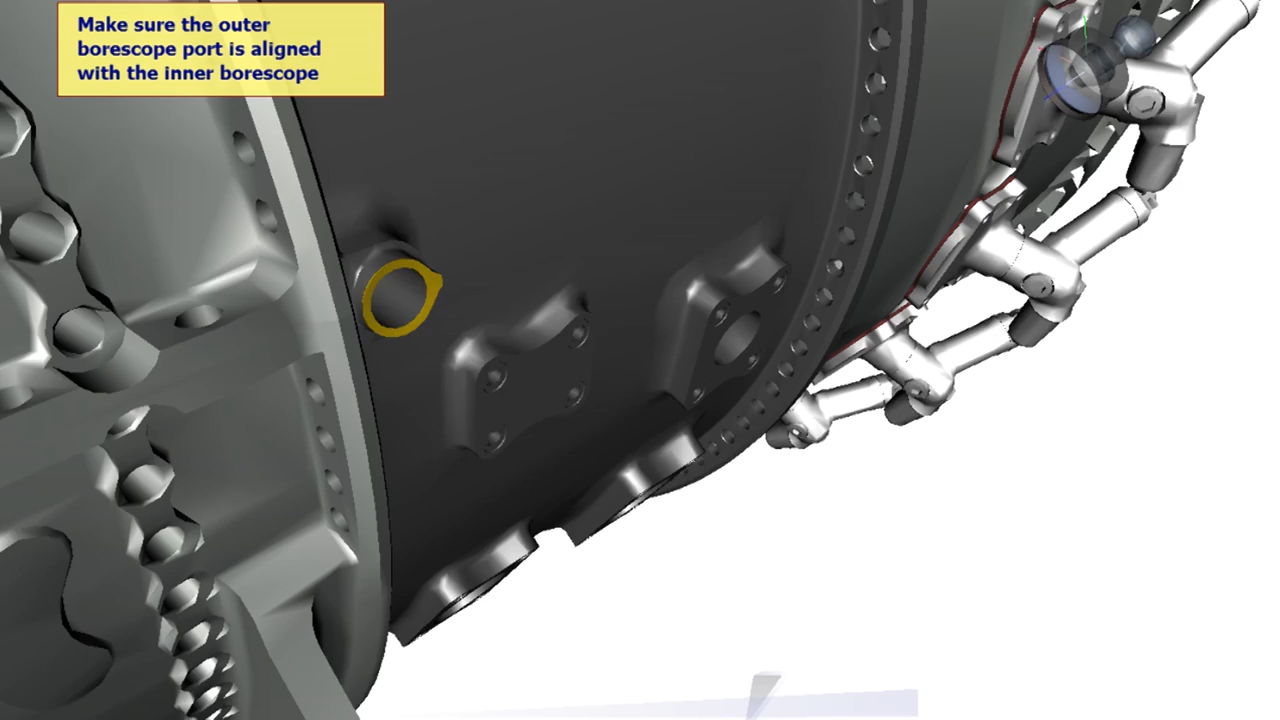 Make sure the outer
borescope port is aligned
with the inner borescope